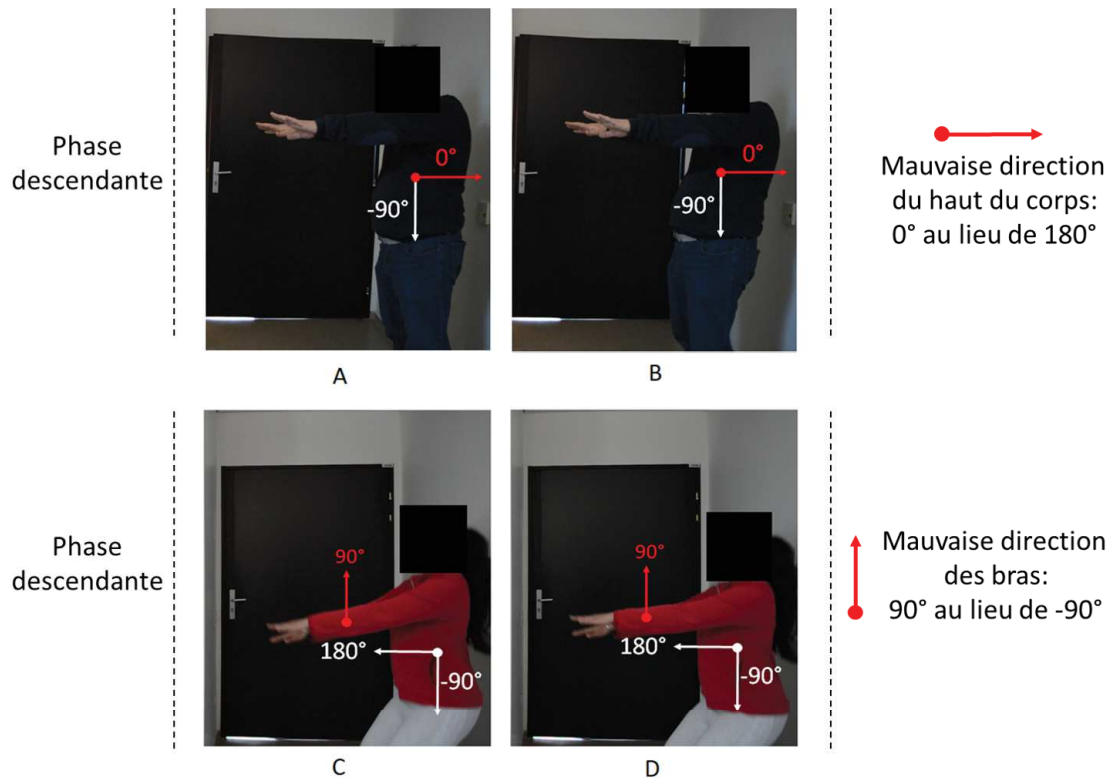 Phase
descendante
0°
-90°
0°
-90°
Mauvaise direction
du haut du corps:
0° au lieu de 180°
A
B
Phase
descendante
90°
180°
-90°
90°
180°
-90°
Mauvaise direction
des bras:
90° au lieu de -90°
C
D